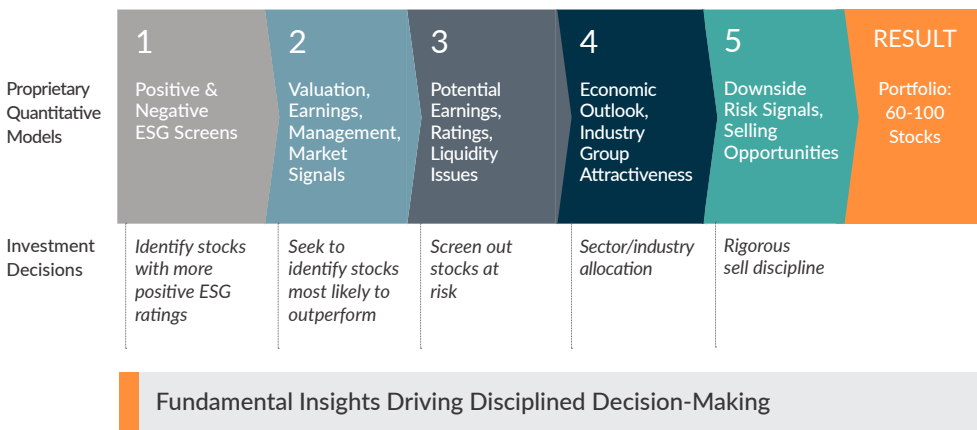 Proprietary
Quantitative
Models
1
Positive &
Negative
ESG Screens
2
Valuation,
Earnings,
Management,
Market
Signals
3
Potential
Earnings,
Ratings,
Liquidity
Issues
4
Economic
Outlook,
Industry
Group
Attractiveness
5
Downside
Risk Signals,
Selling
Opportunities
RESULT
Portfolio:
60-100
Stocks
Investment
Decisions
Identify stocks
with more
positive ESG
ratings
Seek to
identify stocks
most likely to
outperform
Screen out
stocks at
risk
Sector/industry
allocation
Rigorous
sell discipline
Fundamental Insights Driving Disciplined Decision-Making